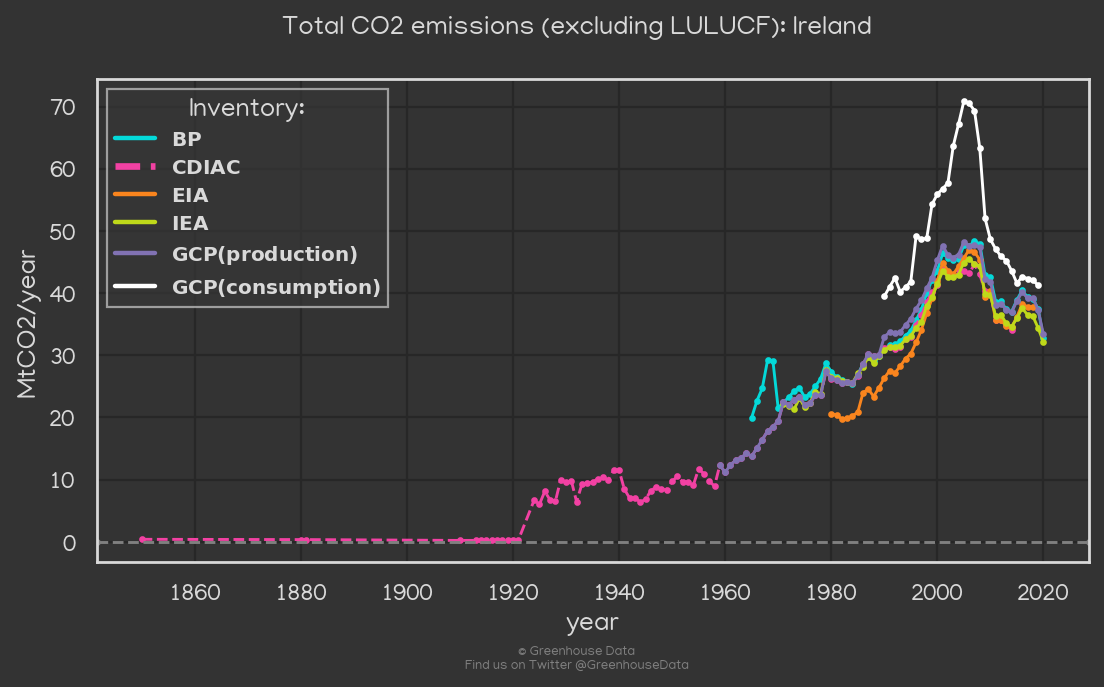 Total CO2 emissions (excluding LULUCF): Ireland
Inventory:
BP
CDIAC
EIA
IEA
GCP(production)
GCP(consumption)
MtCO2/year
70
60
50
40
30
20
10
0
1860 1880 1900 1920 1940 1960 1980 2000 2020
year
© Greenhouse Data
Find us on Twitter @GreenhouseData